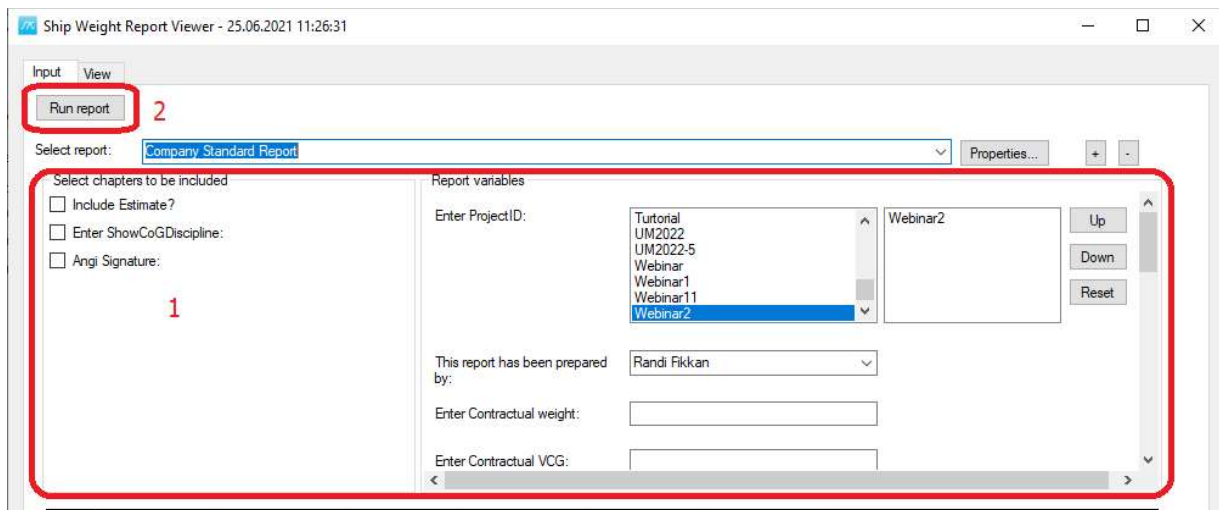 Ship Weight Report Viewer - 25.06.2021 11:26:31
Input View
Run report 2
Select report: Company Standard Report Properties... + -
Select chapters to be included
Include Estimate?
Enter ShowCoGDiscipline:
Angi Signature:
1
Report variables
Enter ProjectID:
Turtorial
UM2022
UM2022-5
Webinar
Webinar1
Webinar11
Webinar2
Webinar2
Up
Down
Reset
This report has been prepared
by:
Randi Fikkan
Enter Contractual weight:
Enter Contractual VCG: